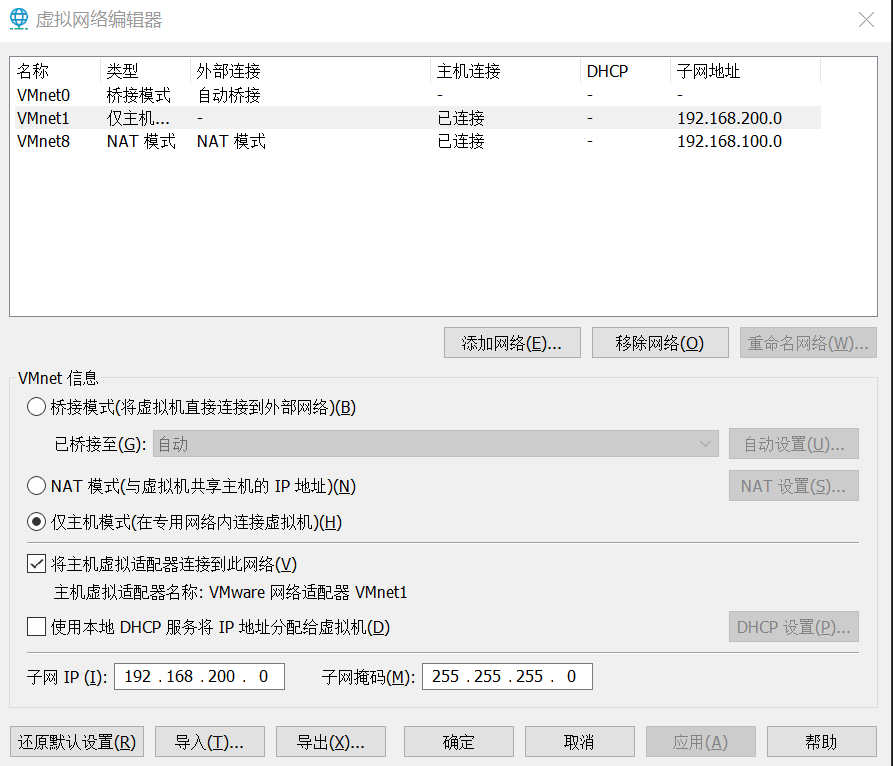 虚拟网络编辑器
名称 类型 外部连接 主机连接 DHCP 子网地址
VMnet0 桥接模式 自动桥接 - - -
VMnet1 仅主机... - 已连接 - 192.168.200.0
VMnet8 NAT 模式 NAT 模式 已连接 - 192.168.100.0
添加网络(E)... 移除网络(O) 重命名网络(W)...
VMnet 信息
桥接模式(将虚拟机直接连接到外部网络)(B)
已桥接至(G): 自动 自动设置(U)...
NAT 模式(与虚拟机共享主机的 IP 地址)(N) NAT 设置(S)...
仅主机模式(在专用网络内连接虚拟机)(H)
将主机虚拟适配器连接到此网络(V)
主机虚拟适配器名称: VMware 网络适配器 VMnet1
使用本地 DHCP 服务将 IP 地址分配给虚拟机(D) DHCP 设置(P)...
子网 IP (I): 192 . 168 . 200 . 0 子网掩码(M): 255 . 255 . 255 . 0
还原默认设置(R) 导入(T)... 导出(X)... 确定 取消 应用(A) 帮助